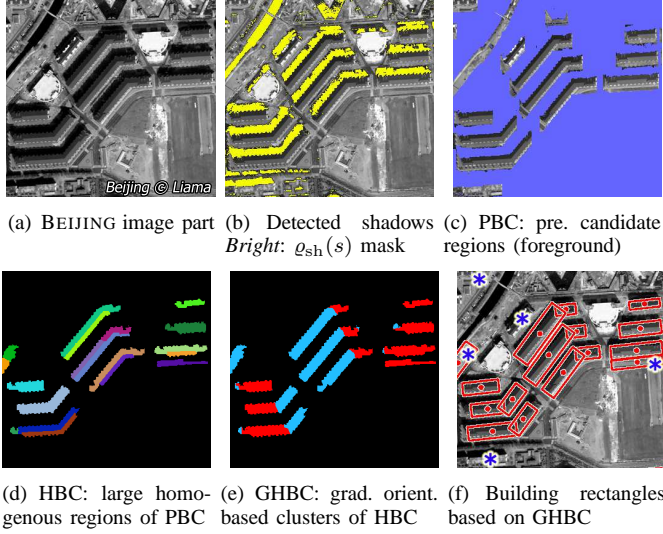 Beijing © Liama
(a) BEIJING image part
(b) Detected shadows
Bright: ϱsh(s) mask
(c) PBC: pre. candidate
regions (foreground)
(d) HBC: large homo-
genous regions of PBC
(e) GHBC: grad. orient.
based clusters of HBC
(f) Building rectangles
based on GHBC